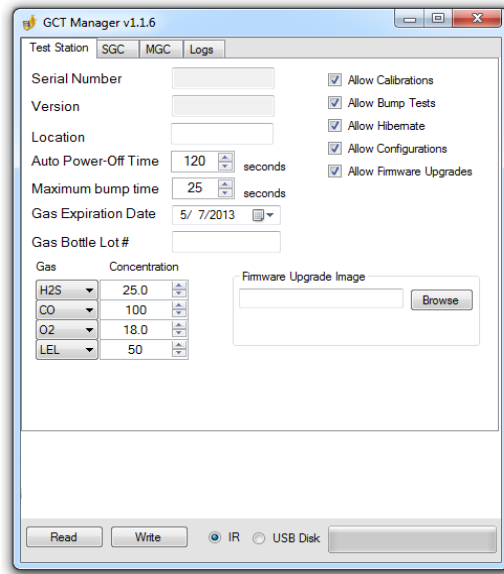 GCT Manager v1.1.6
Test Station SGC MGC Logs
Serial Number
Allow Calibrations
Version
Allow Bump Tests
Location
Allow Hibernate
Auto Power-Off Time 120 seconds
Allow Configurations
Maximum bump time 25 seconds
Allow Firmware Upgrades
Gas Expiration Date 5/ 7/2013
Gas Bottle Lot #
Gas Concentration
H2S 25.0
CO 100
O2 18.0
LEL 50
Firmware Upgrade Image
Browse
Read Write IR USB Disk